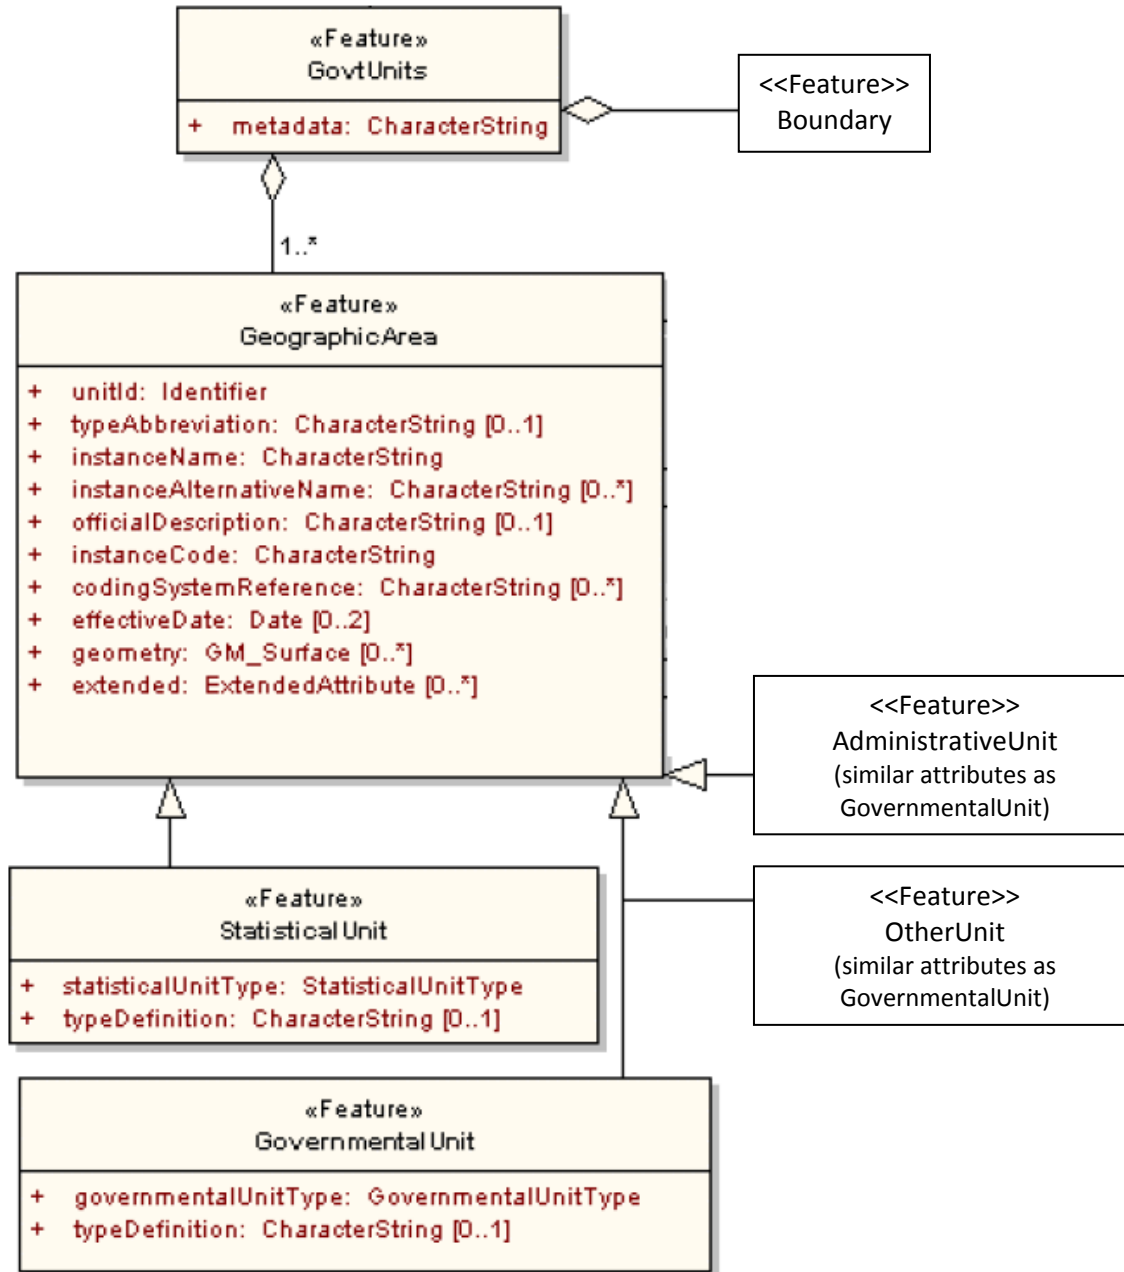 «Feature»
GovtUnits
+ metadata: CharacterString
<<Feature>>
Boundary
1..*
«Feature»
GeographicArea
+ unitId: Identifier
+ typeAbbreviation: CharacterString [0..1]
+ instanceName: CharacterString
+ instanceAlternativeName: CharacterString [0..*]
+ officialDescription: CharacterString [0..1]
+ instanceCode: CharacterString
+ codingSystemReference: CharacterString [0..*]
+ effectiveDate: Date [0..2]
+ geometry: GM_Surface [0..*]
+ extended: ExtendedAttribute [0..*]
<<Feature>>
AdministrativeUnit
(similar attributes as
GovernmentalUnit)
<<Feature>>
OtherUnit
(similar attributes as
GovernmentalUnit)
«Feature»
StatisticalUnit
+ statisticalUnitType: StatisticalUnitType
+ typeDefinition: CharacterString [0..1]
«Feature»
GovernmentalUnit
+ governmentalUnitType: GovernmentalUnitType
+ typeDefinition: CharacterString [0..1]